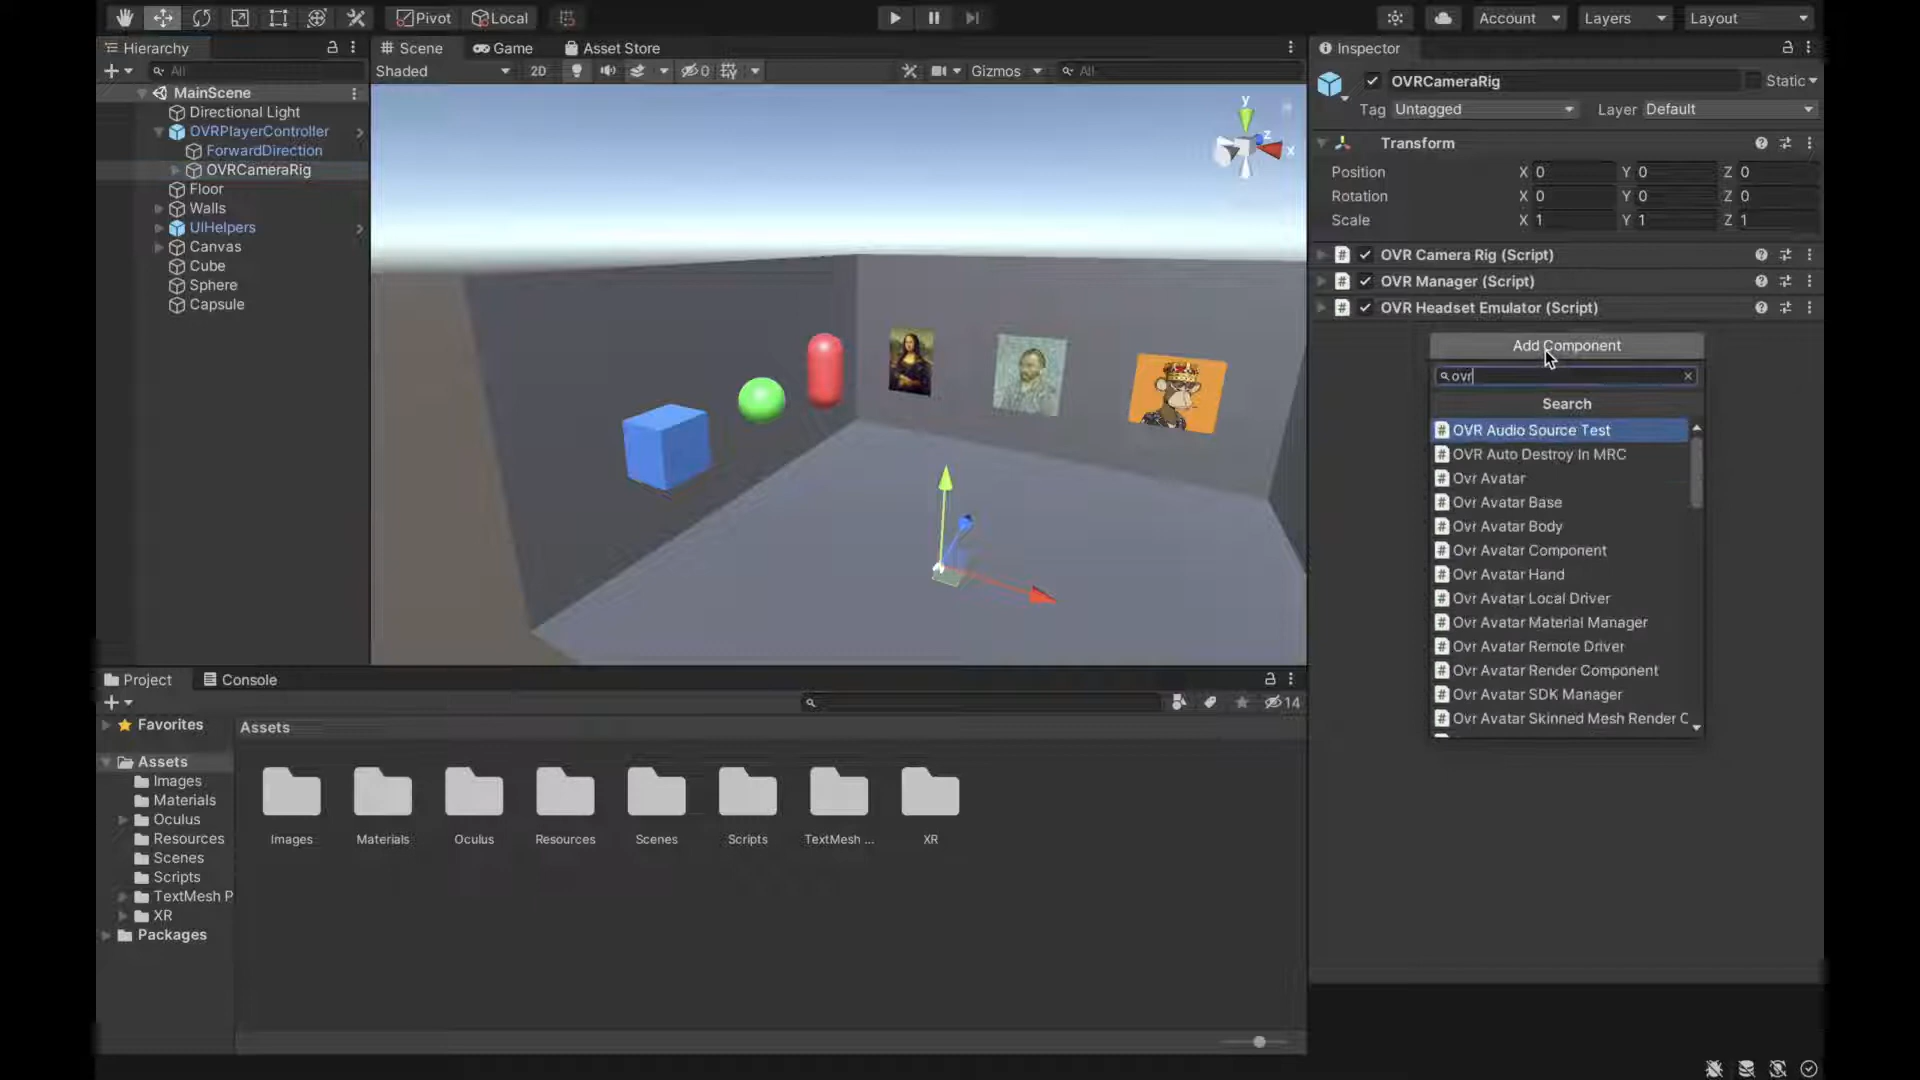 Pivot
Local
Account
Layers
Layout
Hierarchy
All
MainScene
Directional Light
OVRPlayerController
ForwardDirection
OVRCameraRig
Floor
Walls
UIHelpers
Canvas
Cube
Sphere
Capsule
Scene
Game
Asset Store
Shaded
2D
0
Gizmos
All
y
z
x
Inspector
OVRCameraRig
Static
Tag Untagged
Layer Default
Transform
Position X 0 Y 0 Z 0
Rotation X 0 Y 0 Z 0
Scale X 1 Y 1 Z 1
# OVR Camera Rig (Script)
# OVR Manager (Script)
# OVR Headset Emulator (Script)
Add Component
ovr
Search
# OVR Audio Source Test
# OVR Auto Destroy In MRC
# Ovr Avatar
# Ovr Avatar Base
# Ovr Avatar Body
# Ovr Avatar Component
# Ovr Avatar Hand
# Ovr Avatar Local Driver
# Ovr Avatar Material Manager
# Ovr Avatar Remote Driver
# Ovr Avatar Render Component
# Ovr Avatar SDK Manager
# Ovr Avatar Skinned Mesh Render C
Project
Console
14
Favorites
Assets
Images
Materials
Oculus
Resources
Scenes
Scripts
TextMesh P
XR
Packages
Assets
Images
Materials
Oculus
Resources
Scenes
Scripts
TextMesh ...
XR